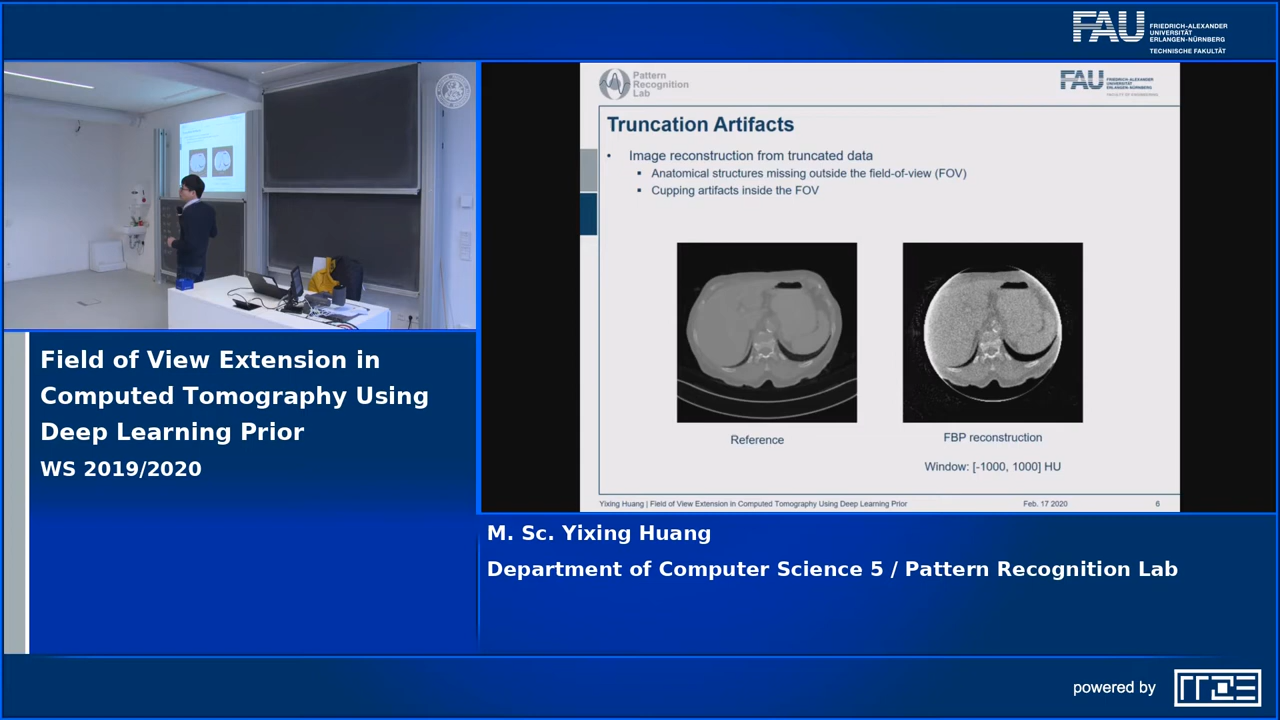 FAU
FRIEDRICH-ALEXANDER
UNIVERSITÄT
ERLANGEN-NÜRNBERG
TECHNISCHE FAKULTÄT
Pattern
Recognition
Lab
FAU
FRIEDRICH-ALEXANDER
UNIVERSITÄT
ERLANGEN-NÜRNBERG
FACULTY OF ENGINEERING
Truncation Artifacts
• Image reconstruction from truncated data
▪ Anatomical structures missing outside the field-of-view (FOV)
▪ Cupping artifacts inside the FOV
Reference
FBP reconstruction
Window: [-1000, 1000] HU
Yixing Huang | Field of View Extension in Computed Tomography Using Deep Learning Prior
Feb. 17 2020
6
Field of View Extension in
Computed Tomography Using
Deep Learning Prior
WS 2019/2020
M. Sc. Yixing Huang
Department of Computer Science 5 / Pattern Recognition Lab
powered by